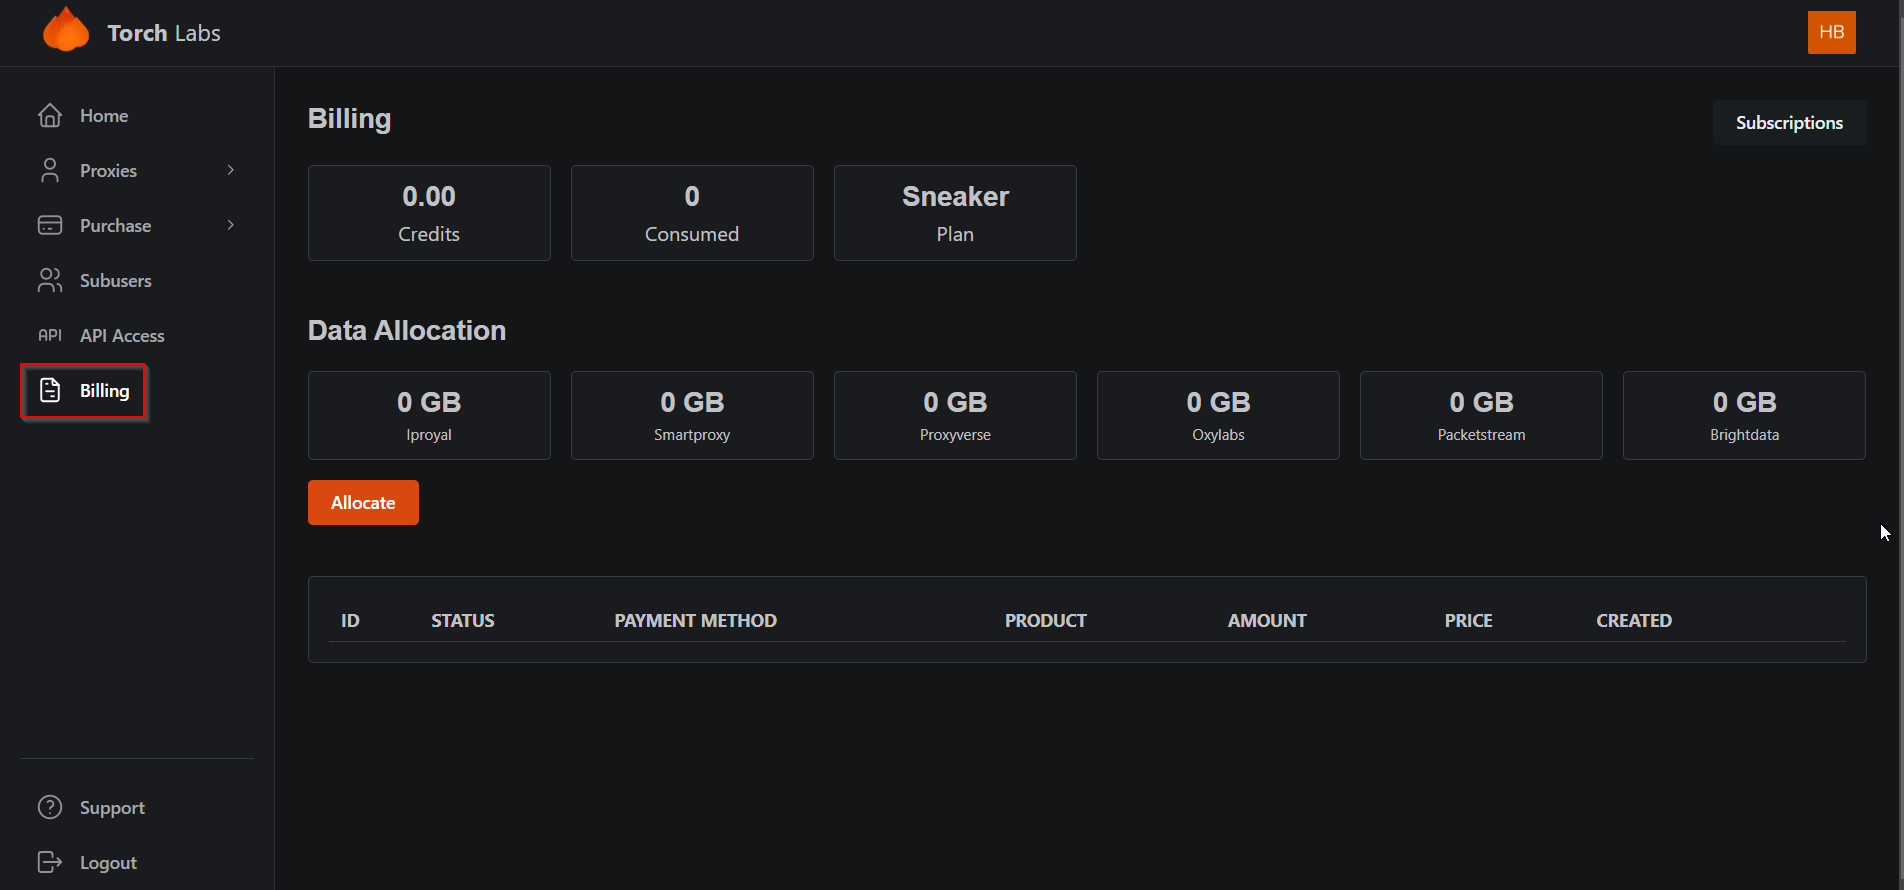 Torch Labs
HB
Home
Proxies
Purchase
Subusers
API API Access
Billing
Support
Logout
Billing
Subscriptions
0.00
Credits
0
Consumed
Sneaker
Plan
Data Allocation
0 GB
Iproyal
0 GB
Smartproxy
0 GB
Proxyverse
0 GB
Oxylabs
0 GB
Packetstream
0 GB
Brightdata
Allocate
ID STATUS PAYMENT METHOD PRODUCT AMOUNT PRICE CREATED